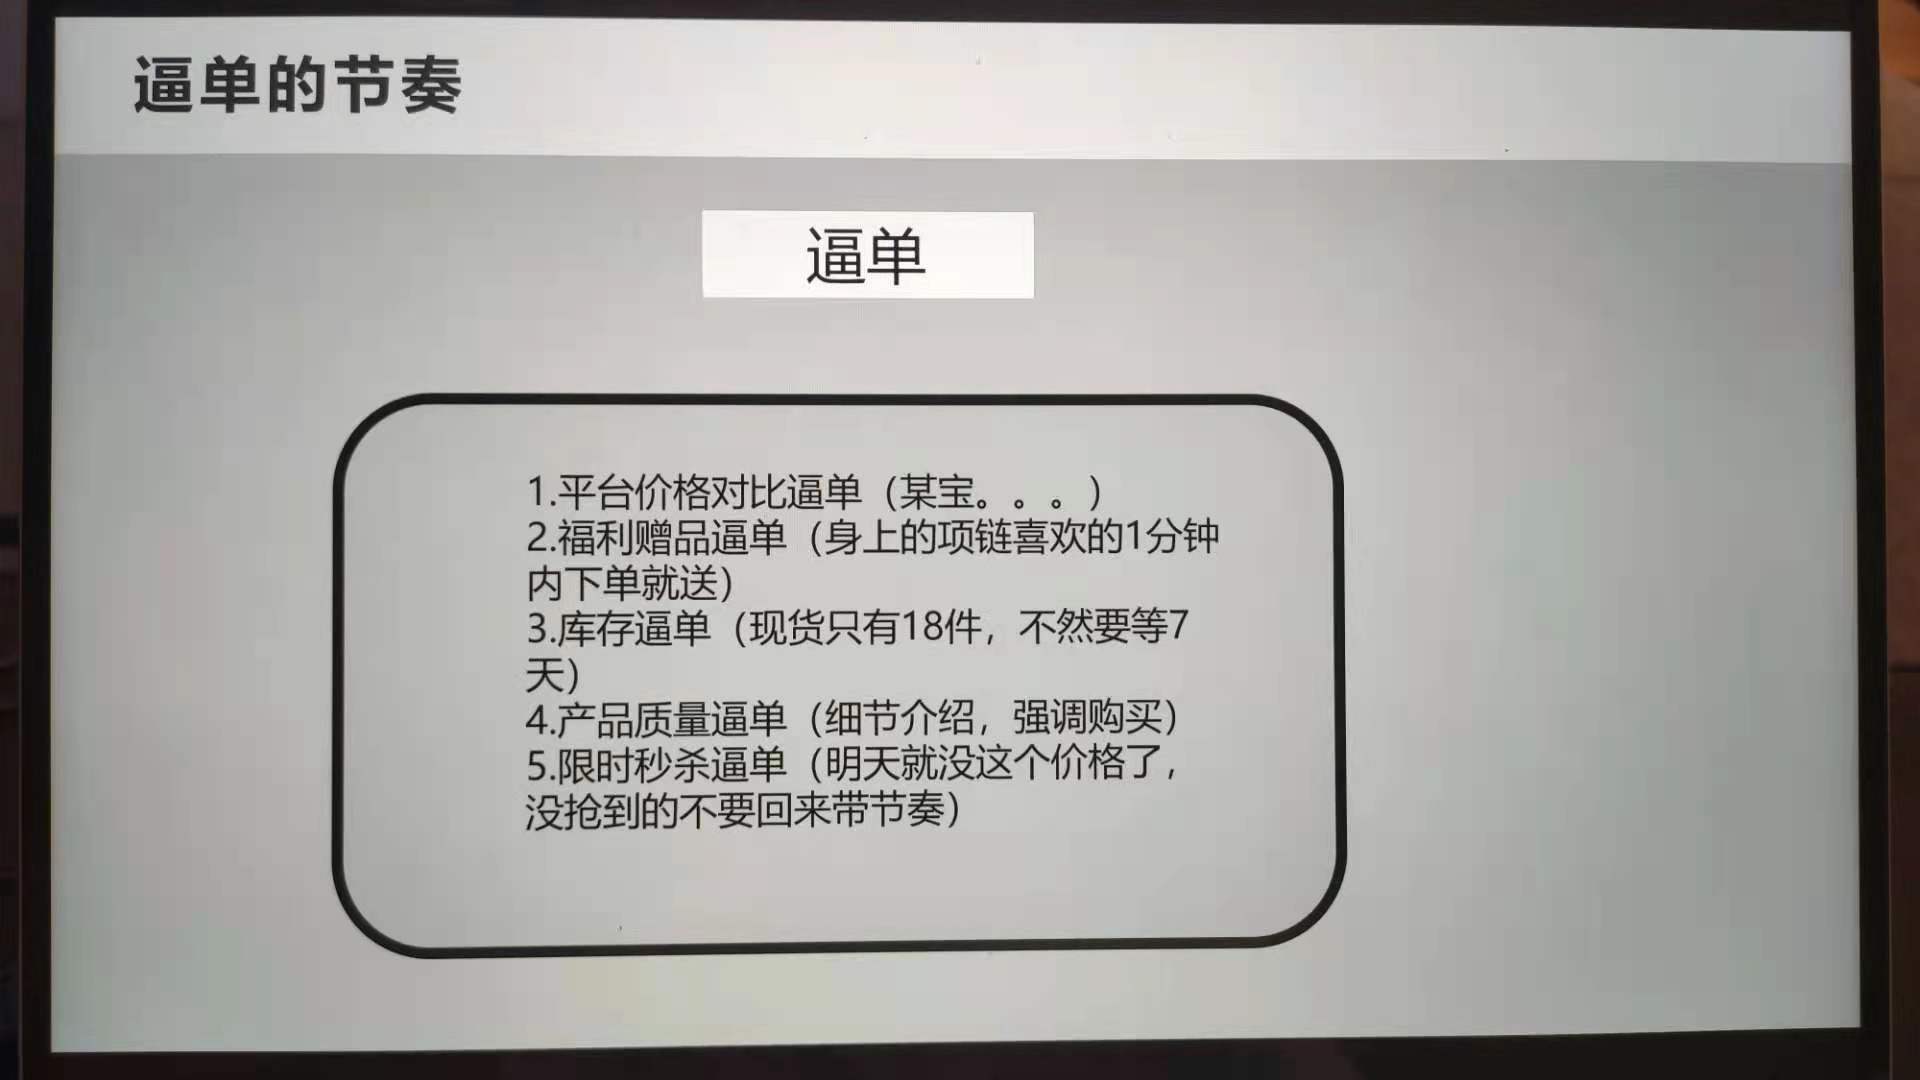 逼单的节奏
逼单
1.平台价格对比逼单（某宝。。。）
2.福利赠品逼单（身上的项链喜欢的1分钟
内下单就送）
3.库存逼单（现货只有18件，不然要等7
天）
4.产品质量逼单（细节介绍，强调购买）
5.限时秒杀逼单（明天就没这个价格了，
没抢到的不要回来带节奏）